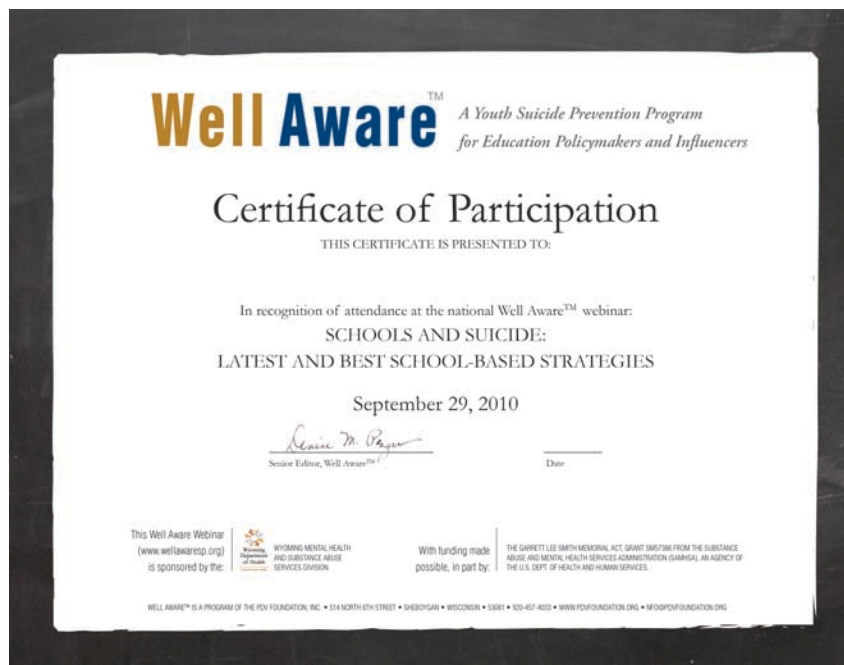 Well Aware™
A Youth Suicide Prevention Program
for Education Policymakers and Influencers
Certificate of Participation
THIS CERTIFICATE IS PRESENTED TO:
In recognition of attendance at the national Well Aware™ webinar:
SCHOOLS AND SUICIDE:
LATEST AND BEST SCHOOL-BASED STRATEGIES
September 29, 2010
Denise M.
Senior Editor, Well Aware™
Date
This Well Aware Webinar
(www.wellawaresp.org)
is sponsored by the:
Wyoming
Department
of Health
WYOMING MENTAL HEALTH
AND SUBSTANCE ABUSE
SERVICES DIVISION
With funding made
possible, in part by:
THE GARRETT LEE SMITH MEMORIAL ACT, GRANT SM57386 FROM THE SUBSTANCE
ABUSE AND MENTAL HEALTH SERVICES ADMINISTRATION (SAMHSA), AN AGENCY OF
THE U.S. DEPT. OF HEALTH AND HUMAN SERVICES.
WELL AWARE™ IS A PROGRAM OF THE PDV FOUNDATION, INC. • 514 NORTH 6TH STREET • SHEBOYGAN • WISCONSIN • 53081 • 920-457-4033 • WWW.PDVFOUNDATION.ORG • INFO@PDVFOUNDATION.ORG